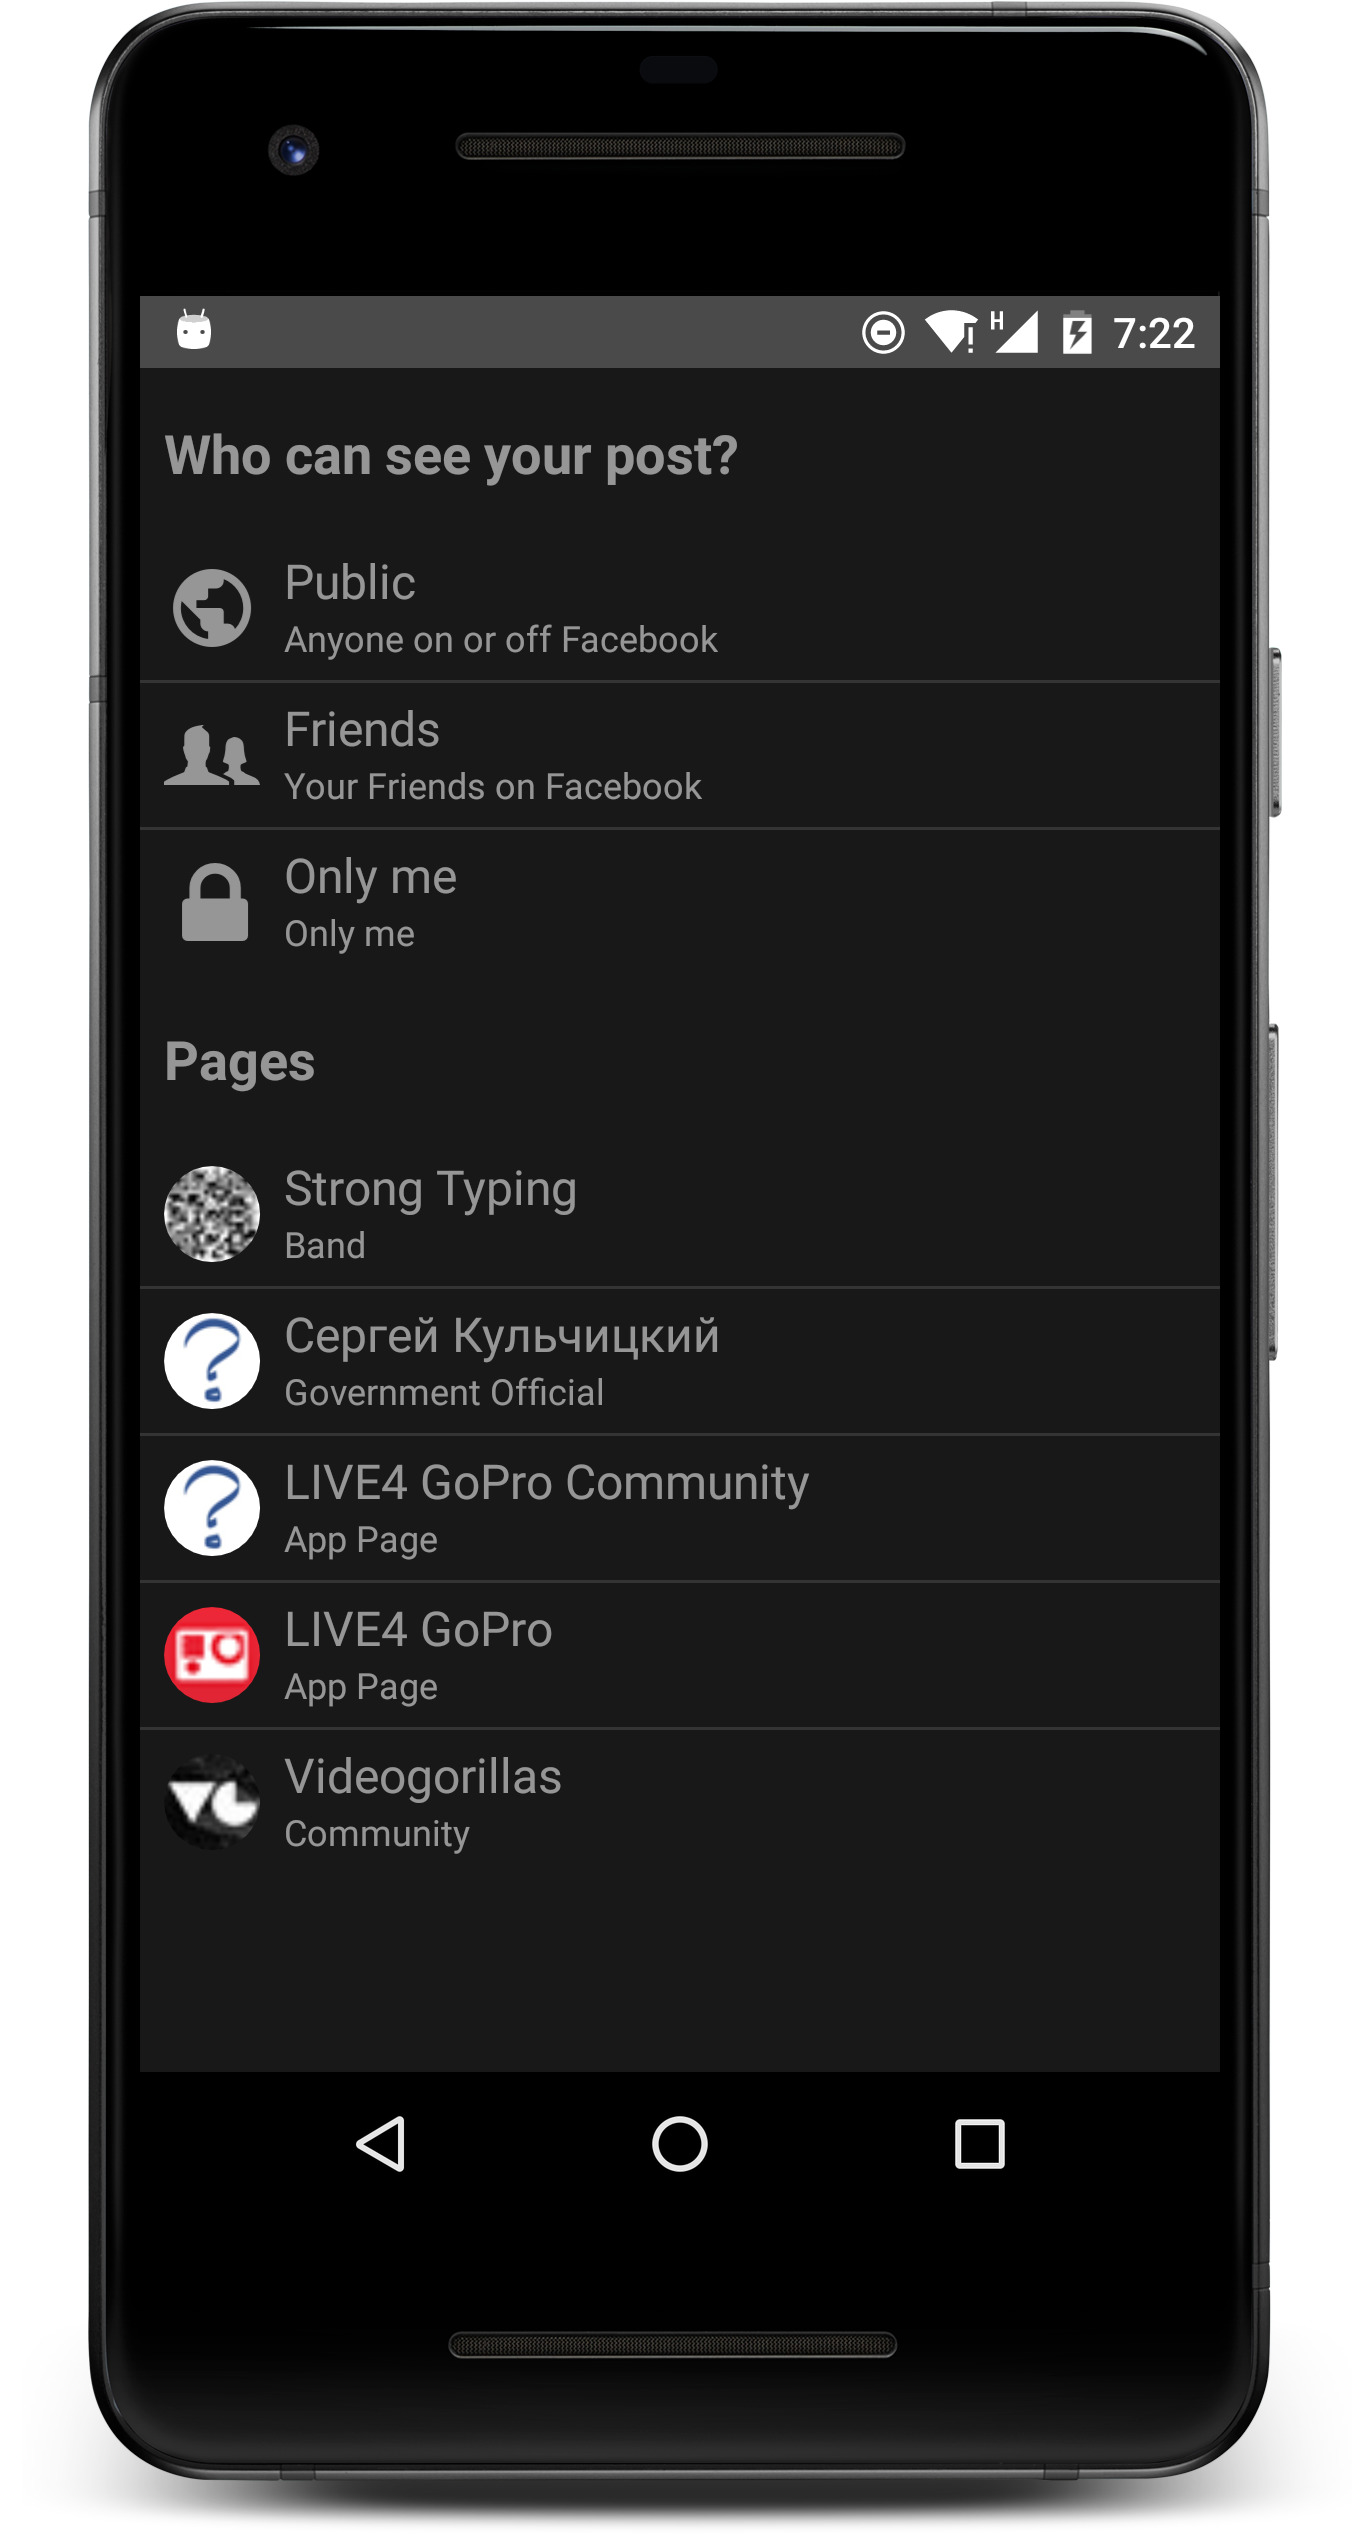 H 7:22
Who can see your post?
Public
Anyone on or off Facebook
Friends
Your Friends on Facebook
Only me
Only me
Pages
Strong Typing
Band
Сергей Кульчицкий
Government Official
LIVE4 GoPro Community
App Page
LIVE4 GoPro
App Page
Videogorillas
Community